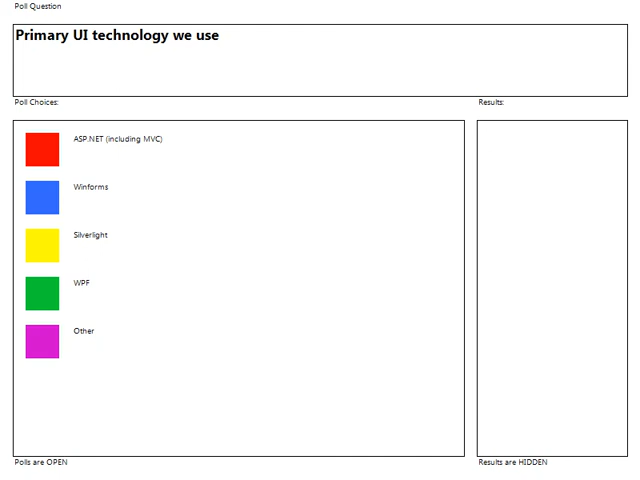 Poll Question
Primary UI technology we use
Poll Choices:
Results:
ASP.NET (including MVC)
Winforms
Silverlight
WPF
Other
Polls are OPEN
Results are HIDDEN